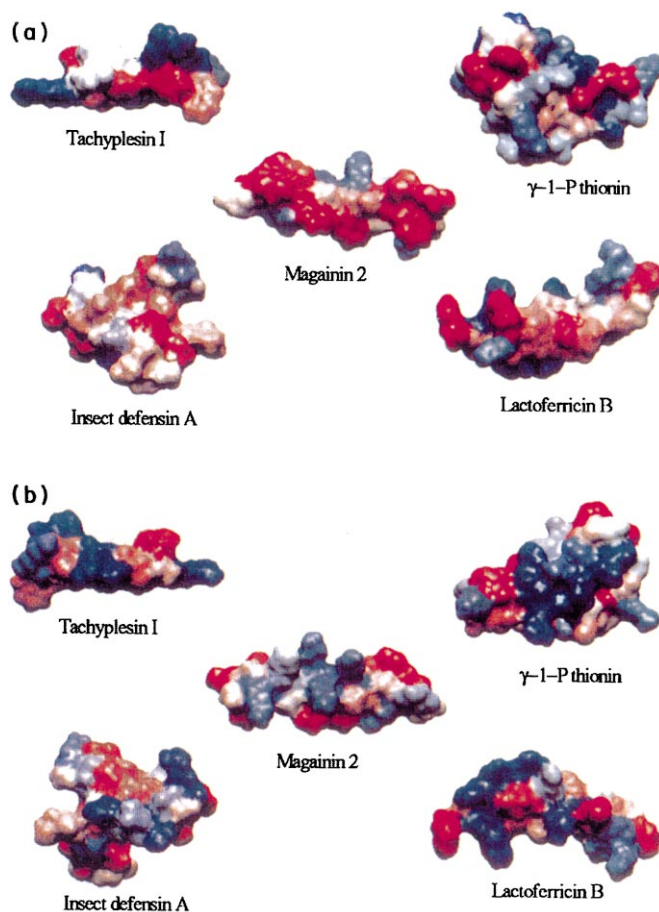 (a)
Tachyplesin I
γ-1-P thionin
Magainin 2
Insect defensin A
Lactoferricin B
(b)
Tachyplesin I
γ-1-P thionin
Magainin 2
Insect defensin A
Lactoferricin B